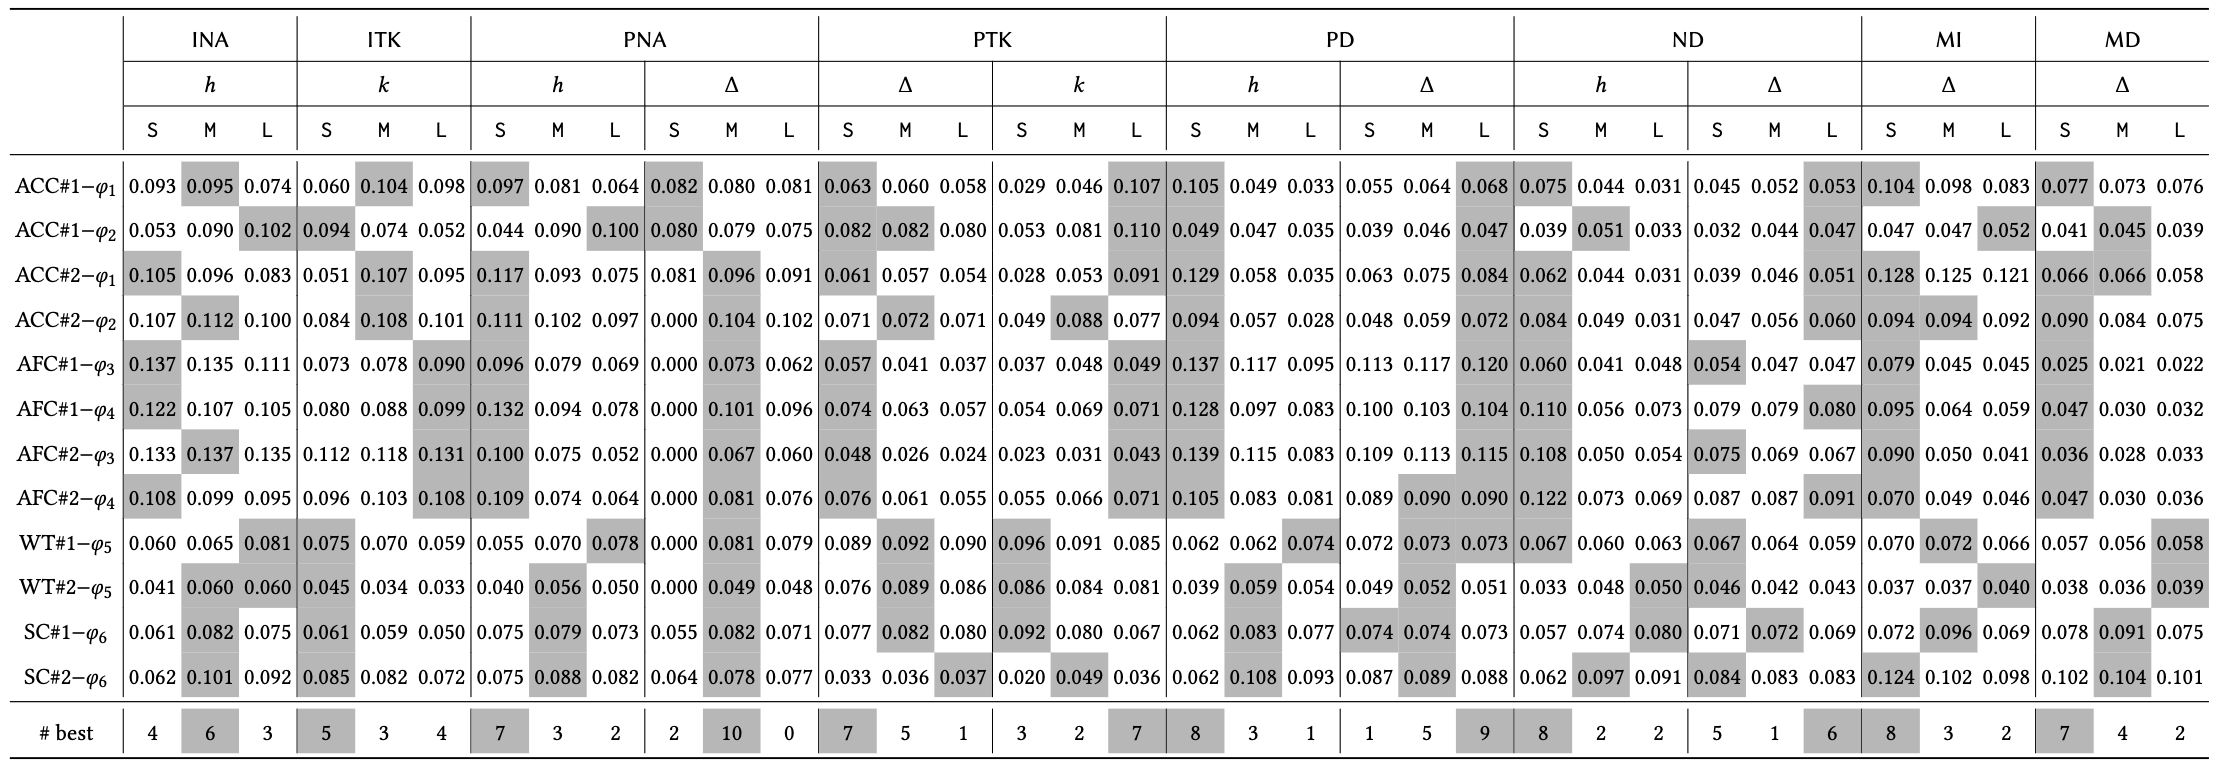 INA ITK PNA PTK PD ND MI MD
h k h Δ Δ k h Δ h Δ Δ Δ
S M L S M L S M L S M L S M L S M L S M L S M L S M L S M L S M L S M L
ACC#1–φ₁ 0.093 0.095 0.074 0.060 0.104 0.098 0.097 0.081 0.064 0.082 0.080 0.081 0.063 0.060 0.058 0.029 0.046 0.107 0.105 0.049 0.033 0.055 0.064 0.068 0.075 0.044 0.031 0.045 0.052 0.053 0.104 0.098 0.083 0.077 0.073 0.076
ACC#1–φ₂ 0.053 0.090 0.102 0.094 0.074 0.052 0.044 0.090 0.100 0.080 0.079 0.075 0.082 0.082 0.080 0.053 0.081 0.110 0.049 0.047 0.035 0.039 0.046 0.047 0.039 0.051 0.033 0.032 0.044 0.047 0.047 0.047 0.052 0.041 0.045 0.039
ACC#2–φ₁ 0.105 0.096 0.083 0.051 0.107 0.095 0.117 0.093 0.075 0.081 0.096 0.091 0.061 0.057 0.054 0.028 0.053 0.091 0.129 0.058 0.035 0.063 0.075 0.084 0.062 0.044 0.031 0.039 0.046 0.051 0.128 0.125 0.121 0.066 0.066 0.058
ACC#2–φ₂ 0.107 0.112 0.100 0.084 0.108 0.101 0.111 0.102 0.097 0.000 0.104 0.102 0.071 0.072 0.071 0.049 0.088 0.077 0.094 0.057 0.028 0.048 0.059 0.072 0.084 0.049 0.031 0.047 0.056 0.060 0.094 0.094 0.092 0.090 0.084 0.075
AFC#1–φ₃ 0.137 0.135 0.111 0.073 0.078 0.090 0.096 0.079 0.069 0.000 0.073 0.062 0.057 0.041 0.037 0.037 0.048 0.049 0.137 0.117 0.095 0.113 0.117 0.120 0.060 0.041 0.048 0.054 0.047 0.047 0.079 0.045 0.045 0.025 0.021 0.022
AFC#1–φ₄ 0.122 0.107 0.105 0.080 0.088 0.099 0.132 0.094 0.078 0.000 0.101 0.096 0.074 0.063 0.057 0.054 0.069 0.071 0.128 0.097 0.083 0.100 0.103 0.104 0.110 0.056 0.073 0.079 0.079 0.080 0.095 0.064 0.059 0.047 0.030 0.032
AFC#2–φ₃ 0.133 0.137 0.135 0.112 0.118 0.131 0.100 0.075 0.052 0.000 0.067 0.060 0.048 0.026 0.024 0.023 0.031 0.043 0.139 0.115 0.083 0.109 0.113 0.115 0.108 0.050 0.054 0.075 0.069 0.067 0.090 0.050 0.041 0.036 0.028 0.033
AFC#2–φ₄ 0.108 0.099 0.095 0.096 0.103 0.108 0.109 0.074 0.064 0.000 0.081 0.076 0.076 0.061 0.055 0.055 0.066 0.071 0.105 0.083 0.081 0.089 0.090 0.090 0.122 0.073 0.069 0.087 0.087 0.091 0.070 0.049 0.046 0.047 0.030 0.036
WT#1–φ₅ 0.060 0.065 0.081 0.075 0.070 0.059 0.055 0.070 0.078 0.000 0.081 0.079 0.089 0.092 0.090 0.096 0.091 0.085 0.062 0.062 0.074 0.072 0.073 0.073 0.067 0.060 0.063 0.067 0.064 0.059 0.070 0.072 0.066 0.057 0.056 0.058
WT#2–φ₅ 0.041 0.060 0.060 0.045 0.034 0.033 0.040 0.056 0.050 0.000 0.049 0.048 0.076 0.089 0.086 0.086 0.084 0.081 0.039 0.059 0.054 0.049 0.052 0.051 0.033 0.048 0.050 0.046 0.042 0.043 0.037 0.037 0.040 0.038 0.036 0.039
SC#1–φ₆ 0.061 0.082 0.075 0.061 0.059 0.050 0.075 0.079 0.073 0.055 0.082 0.071 0.077 0.082 0.080 0.092 0.080 0.067 0.062 0.083 0.077 0.074 0.074 0.073 0.057 0.074 0.080 0.071 0.072 0.069 0.072 0.096 0.069 0.078 0.091 0.075
SC#2–φ₆ 0.062 0.101 0.092 0.085 0.082 0.072 0.075 0.088 0.082 0.064 0.078 0.077 0.033 0.036 0.037 0.020 0.049 0.036 0.062 0.108 0.093 0.087 0.089 0.088 0.062 0.097 0.091 0.084 0.083 0.083 0.124 0.102 0.098 0.102 0.104 0.101
# best 4 6 3 5 3 4 7 3 2 2 10 0 7 5 1 3 2 7 8 3 1 1 5 9 8 2 2 5 1 6 8 3 2 7 4 2